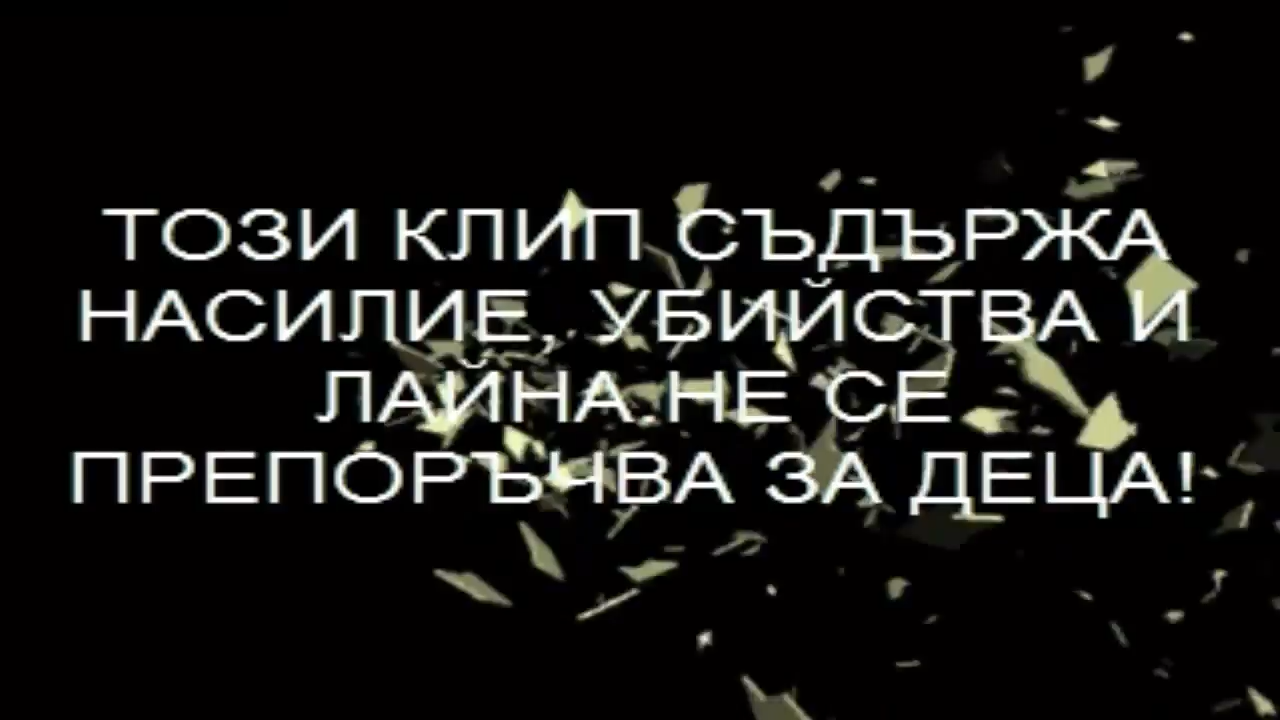 ТОЗИ КЛИП СЪДЪРЖА
НАСИЛИЕ, УБИЙСТВА И
ЛАЙНА.НЕ СЕ
ПРЕПОРЪЧВА ЗА ДЕЦА!